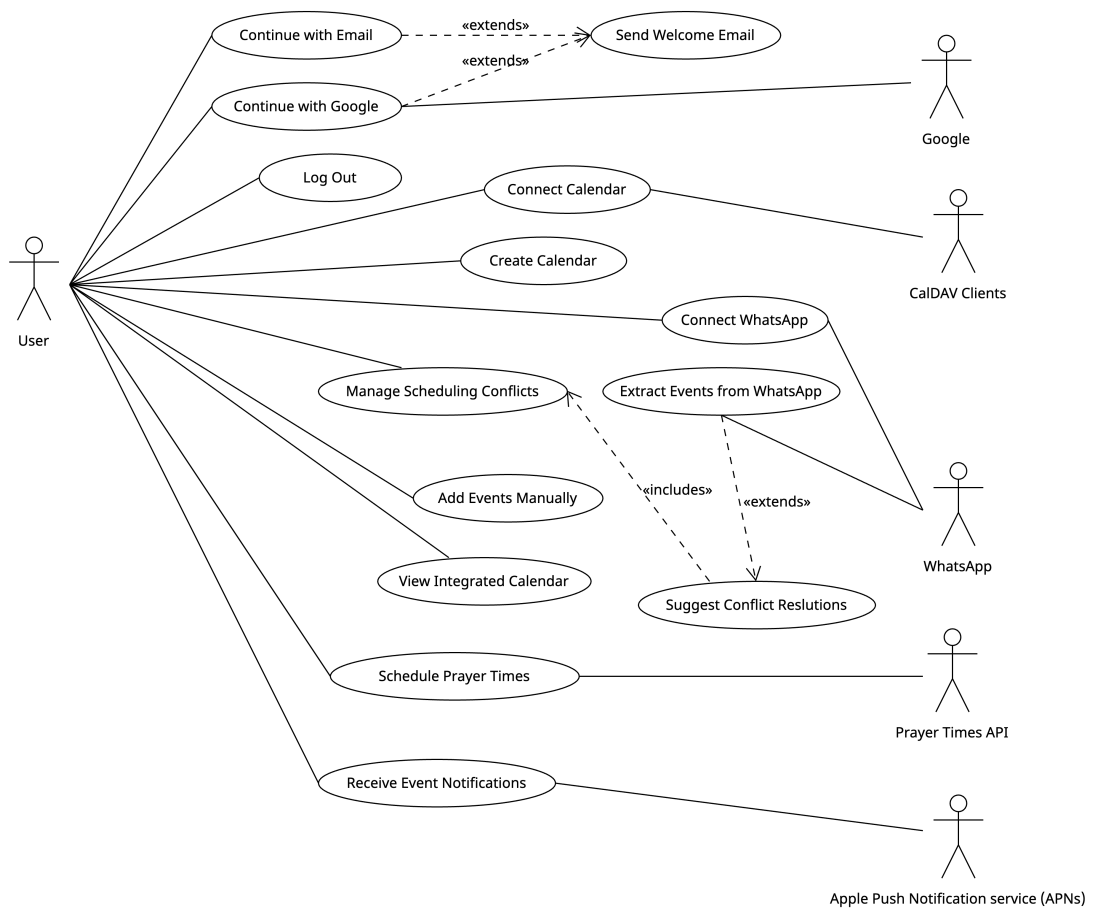 Continue with Email
«extends»
Send Welcome Email
«extends»
Continue with Google
Google
Log Out
Connect Calendar
Create Calendar
CalDAV Clients
User
Connect WhatsApp
Manage Scheduling Conflicts
Extract Events from WhatsApp
«includes»
«extends»
Add Events Manually
WhatsApp
View Integrated Calendar
Suggest Conflict Reslutions
Schedule Prayer Times
Prayer Times API
Receive Event Notifications
Apple Push Notification service (APNs)